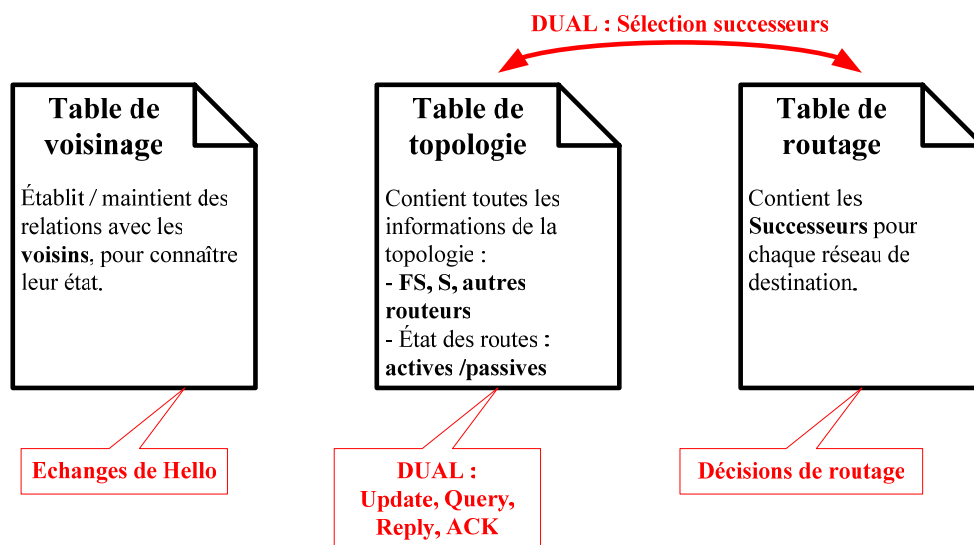 DUAL : Sélection successeurs
Table de
voisinage
Établit / maintient des
relations avec les
voisins, pour connaître
leur état.
Echanges de Hello
Table de
topologie
Contient toutes les
informations de la
topologie :
- FS, S, autres
routeurs
- État des routes :
actives /passives
DUAL :
Update, Query,
Reply, ACK
Table de
routage
Contient les
Successeurs pour
chaque réseau de
destination.
Décisions de routage